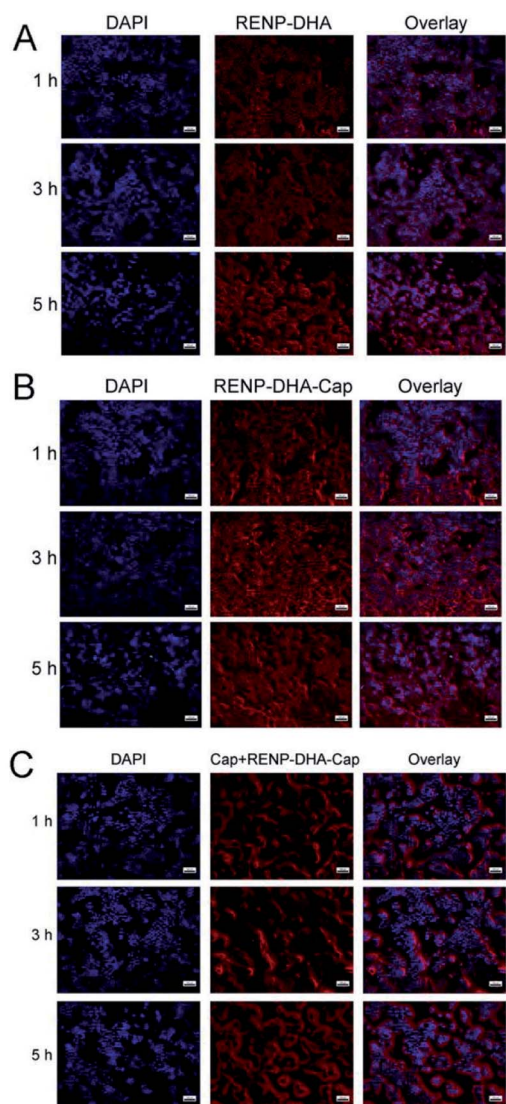 A
DAPI RENP-DHA Overlay
1 h
3 h
5 h
B
DAPI RENP-DHA-Cap Overlay
1 h
3 h
5 h
C
DAPI Cap+RENP-DHA-Cap Overlay
1 h
3 h
5 h